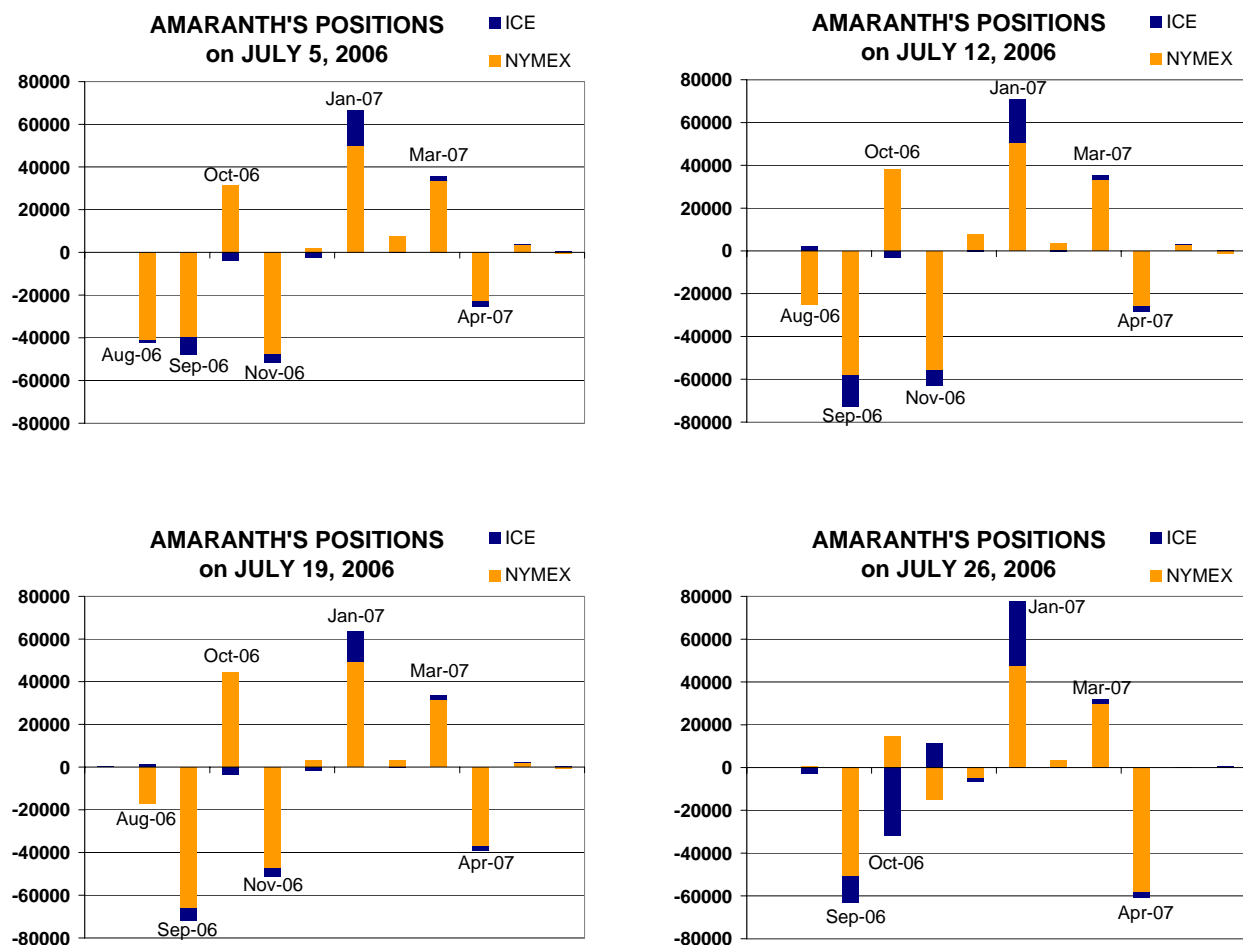 AMARANTH'S POSITIONS
on JULY 5, 2006
ICE
NYMEX
80000
60000
40000
20000
0
-20000
-40000
-60000
-80000
Jan-07
Mar-07
Oct-06
Aug-06
Sep-06
Nov-06
Apr-07
AMARANTH'S POSITIONS
on JULY 12, 2006
ICE
NYMEX
80000
60000
40000
20000
0
-20000
-40000
-60000
-80000
Jan-07
Oct-06
Mar-07
Aug-06
Sep-06
Nov-06
Apr-07
AMARANTH'S POSITIONS
on JULY 19, 2006
ICE
NYMEX
80000
60000
40000
20000
0
-20000
-40000
-60000
-80000
Jan-07
Oct-06
Mar-07
Aug-06
Sep-06
Nov-06
Apr-07
AMARANTH'S POSITIONS
on JULY 26, 2006
ICE
NYMEX
80000
60000
40000
20000
0
-20000
-40000
-60000
-80000
Jan-07
Mar-07
Oct-06
Sep-06
Apr-07